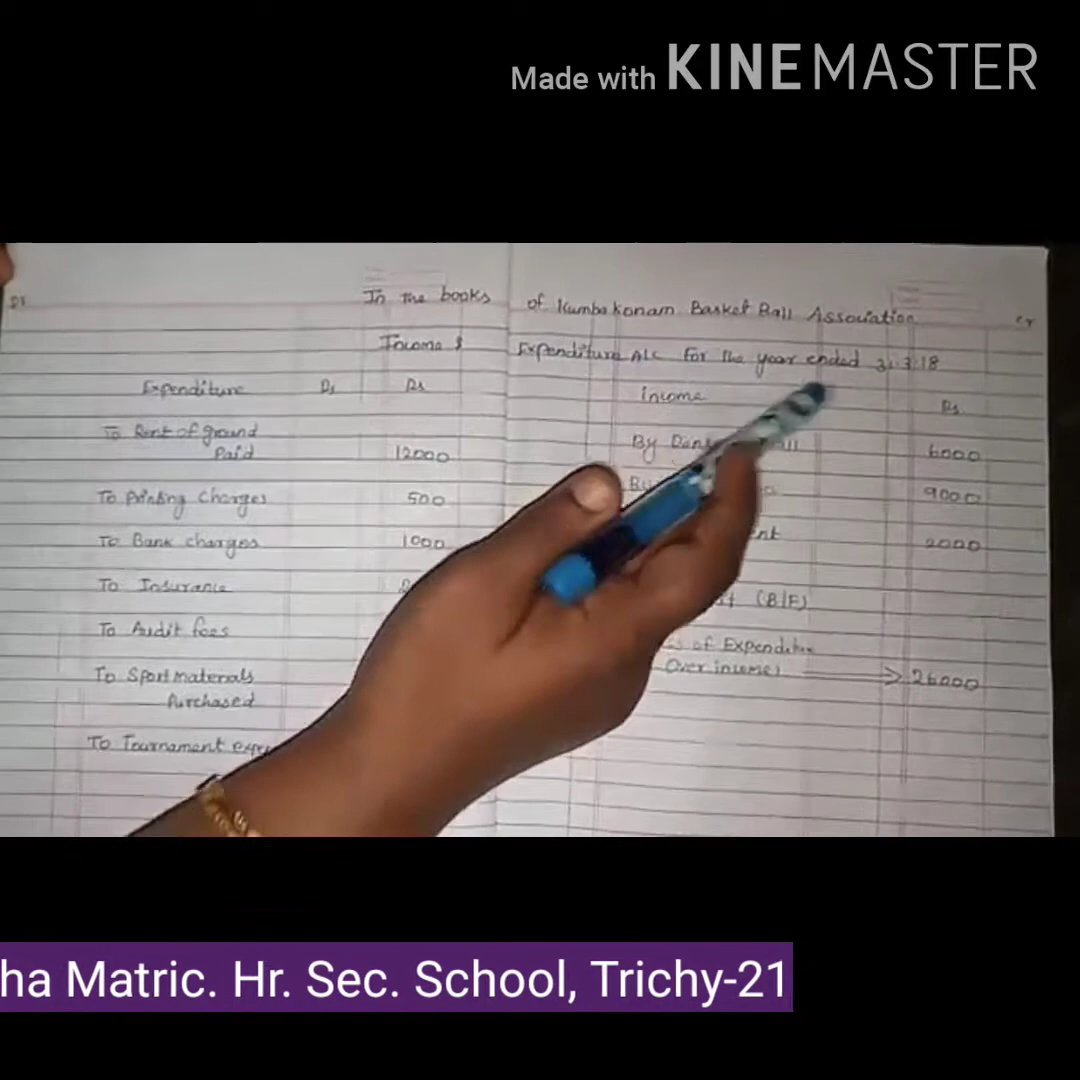 Made with KINEMASTER
In the books of Kumbakonam Basket Ball Association
Cr
Income & Expenditure A/c for the year ended 31.3.18
Expenditure Rs Rs
income Rs
To Rent of ground
Paid 12000
By 6000
To Printing charges 500
9000
To Bank charges 1000
2000
To Insurance
(B/F)
To Audit fees
of Expenditure
Over income) 26000
To Sport materials
Purchased
To Tournament
ha Matric. Hr. Sec. School, Trichy-21